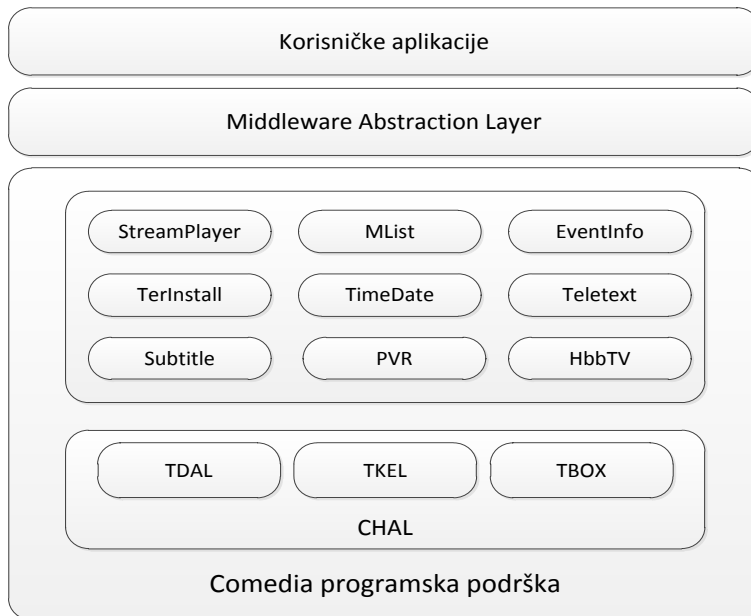 Korisničke aplikacije
Middleware Abstraction Layer
StreamPlayer MList EventInfo
TerInstall TimeDate Teletext
Subtitle PVR HbbTV
TDAL TKEL TBOX
CHAL
Comedia programska podrška